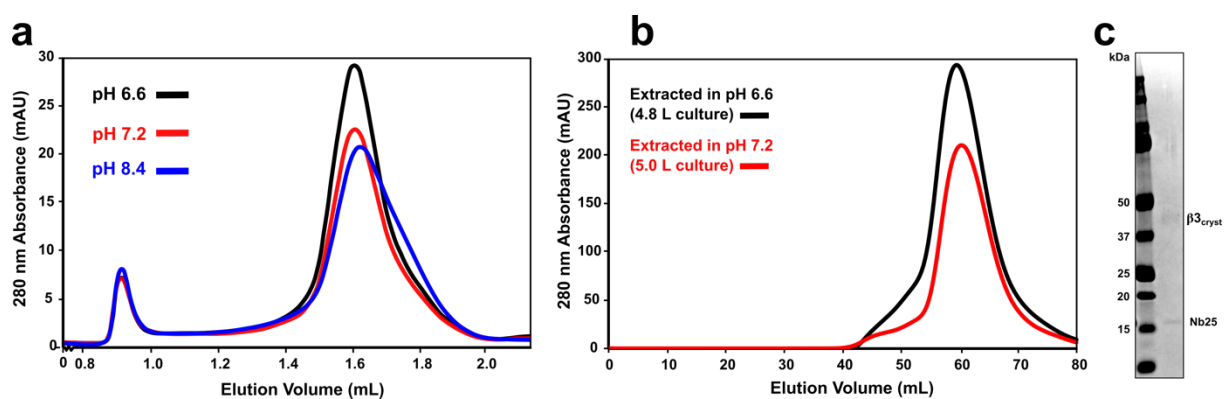 a
30
25
20
15
10
5
0
280 nm Absorbance (mAU)
pH 6.6
pH 7.2
pH 8.4
0 0.8 1.0 1.2 1.4 1.6 1.8 2.0
Elution Volume (mL)
b
300
250
200
150
100
50
0
280 nm Absorbance (mAU)
Extracted in pH 6.6
(4.8 L culture)
Extracted in pH 7.2
(5.0 L culture)
0 10 20 30 40 50 60 70 80
Elution Volume (mL)
c
kDa
50
β3cryst
37
25
20
Nb25
15